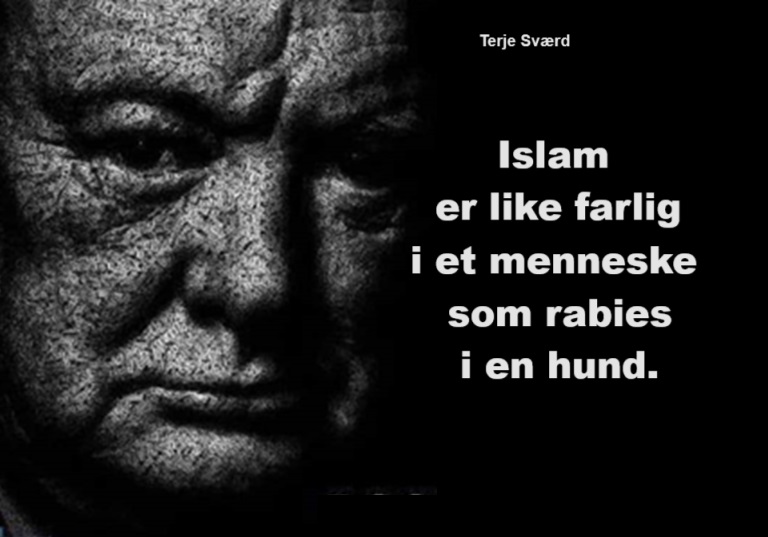 Terje Sværd
Islam
er like farlig
i et menneske
som rabies
i en hund.